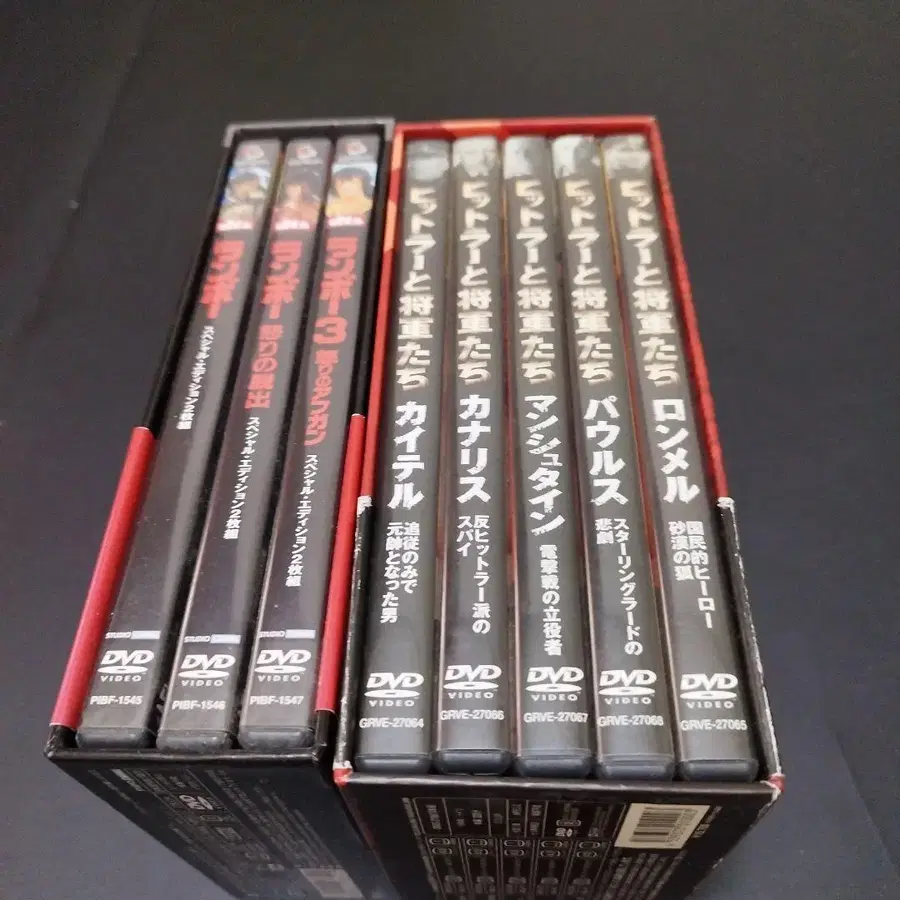 ランボー
スペシャル・エディション2枚組
STUDIO
DVD
VIDEO
PIBF-1545
ランボー
怒りの脱出
スペシャル・エディション2枚組
STUDIO
DVD
VIDEO
PIBF-1546
ランボー3
怒りのアフガン
スペシャル・エディション2枚組
STUDIO
DVD
VIDEO
PIBF-1547
ヒットラーと将軍たち
カイテル
追従のみで
元帥となった男
DVD
VIDEO
GRVE-27064
ヒットラーと将軍たち
カナリス
反ヒットラー派の
スパイ
DVD
VIDEO
GRVE-27066
ヒットラーと将軍たち
マンシュタイン
電撃戦の立役者
DVD
VIDEO
GRVE-27067
ヒットラーと将軍たち
パウルス
スターリングラードの
悲劇
DVD
VIDEO
GRVE-27068
ヒットラーと将軍たち
ロンメル
国民的ヒーロー
砂漠の狐
DVD
VIDEO
GRVE-27065